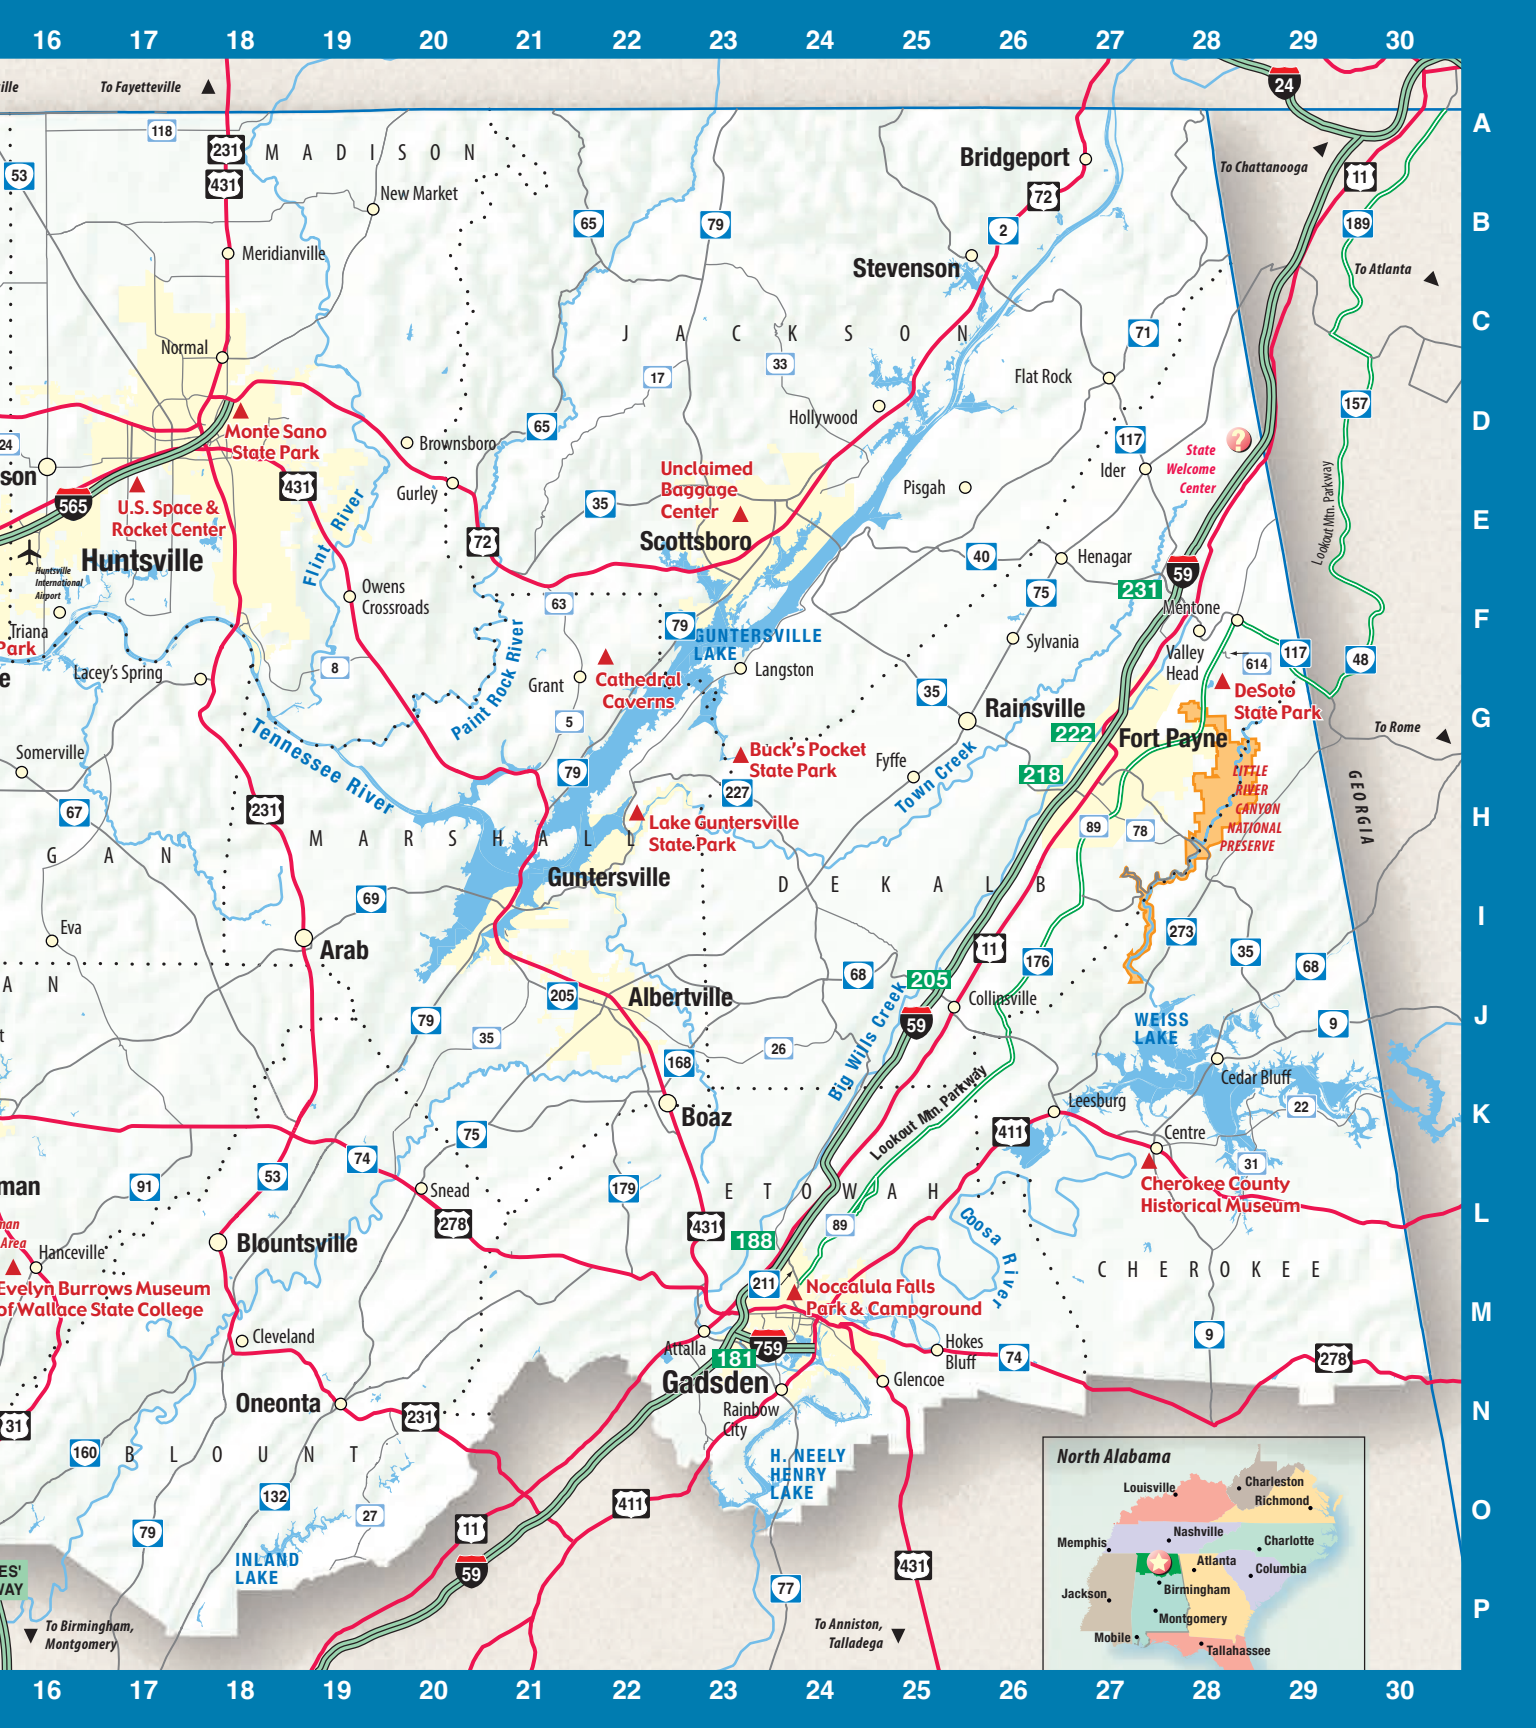 16 17 18 19 20 21 22 23 24 25 26 27 28 29 30
ille
To Fayetteville
24
A
118
231
M A D I S O N
Bridgeport
To Chattanooga
53
431
New Market
72
11
65
79
2
189
B
Meridianville
Stevenson
To Atlanta
J A C K S O N
71
C
Normal
33
17
Flat Rock
157
Hollywood
D
65
Monte Sano
State Park
24
Brownsboro
117
State
Welcome
Center
?
son
Unclaimed
Baggage
Center
Ider
431
Gurley
Pisgah
565
U.S. Space &
Rocket Center
35
Lookout Mtn. Parkway
E
72
Scottsboro
Huntsville
Flint River
40
Henagar
59
Huntsville
International
Airport
Owens
Crossroads
231
75
63
Mentone
F
Triana
Park
79
GUNTERSVILLE
LAKE
Sylvania
Valley
Head
614
117
48
e
Lacey's Spring
8
Paint Rock River
Grant
Cathedral
Caverns
Langston
35
DeSoto
State Park
5
Rainsville
G
Tennessee River
222
Fort Payne
To Rome
Somerville
Buck's Pocket
State Park
Fyffe
Town Creek
218
79
227
LITTLE
RIVER
CANYON
NATIONAL
PRESERVE
GEORGIA
67
231
Lake Guntersville
State Park
89
78
H
M A R S H A L L
G A N
Guntersville
D E K A L B
69
I
Eva
Arab
11
273
35
176
68
68
205
A N
205
Albertville
Collinsville
79
Big Wills Creek
59
WEISS
LAKE
9
J
t
35
26
168
Cedar Bluff
Lookout Mtn. Parkway
Leesburg
22
Boaz
411
K
75
Centre
74
53
31
man
91
Snead
179
E T O W A H
Cherokee County
Historical Museum
278
431
89
Coosa River
L
man
Area
188
Hanceville
Blountsville
C H E R O K E E
211
Evelyn Burrows Museum
of Wallace State College
Noccalula Falls
Park & Campground
M
Cleveland
Attalla
759
Hokes
Bluff
74
9
278
181
Gadsden
Glencoe
Oneonta
231
Rainbow
City
N
31
160
B L O U N T
H. NEELY
HENRY
LAKE
North Alabama
Louisville
Charleston
Richmond
132
27
411
O
79
11
Memphis
Nashville
Charlotte
INLAND
LAKE
59
431
Atlanta
Columbia
ES'
WAY
77
Jackson
Birmingham
P
To Birmingham,
Montgomery
To Anniston,
Talladega
Montgomery
Mobile
Tallahassee
16 17 18 19 20 21 22 23 24 25 26 27 28 29 30